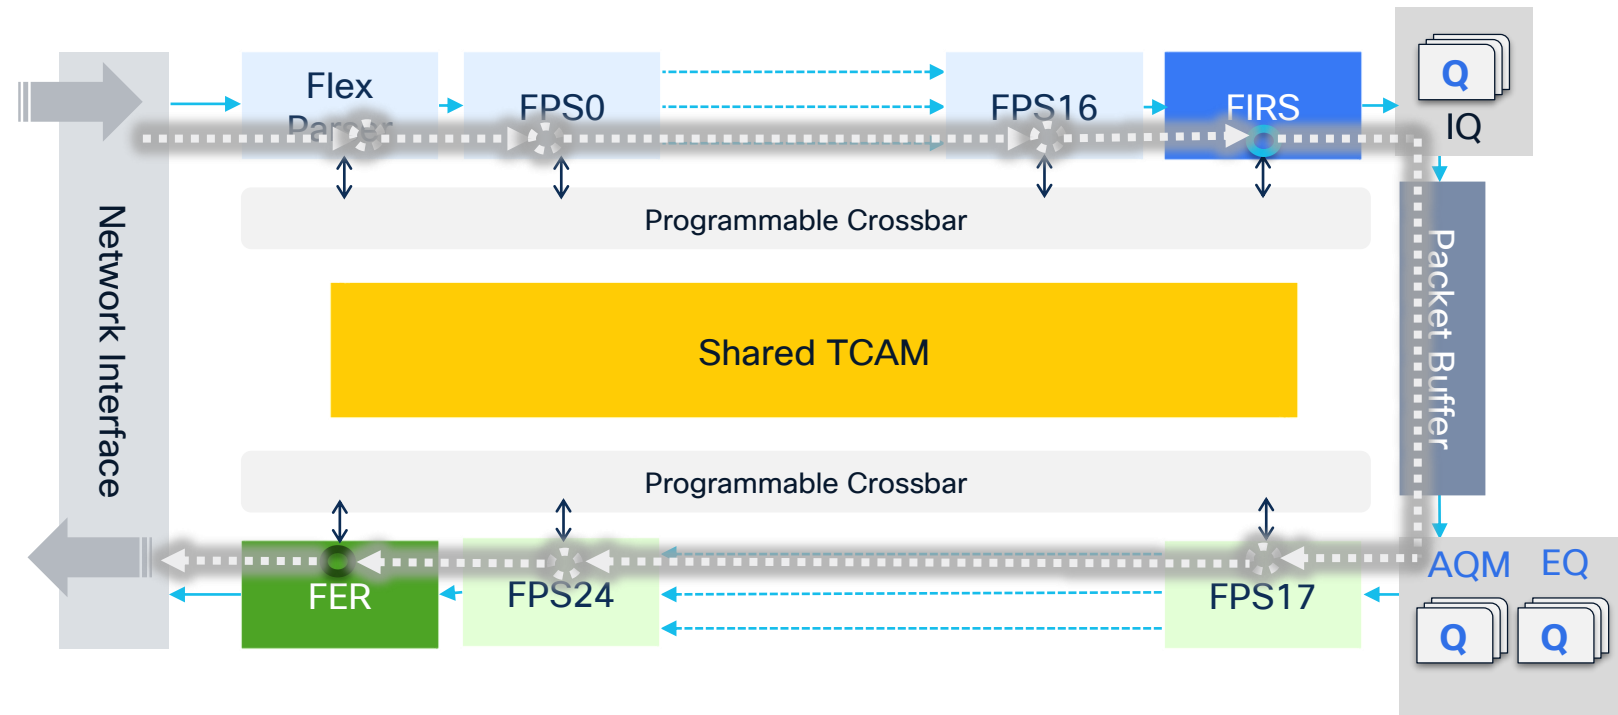 Flex
Parser
FPS0
FPS16
FIRS
Q
IQ
Network Interface
Programmable Crossbar
Packet Buffer
Shared TCAM
Programmable Crossbar
FER
FPS24
FPS17
AQM
EQ
Q
Q